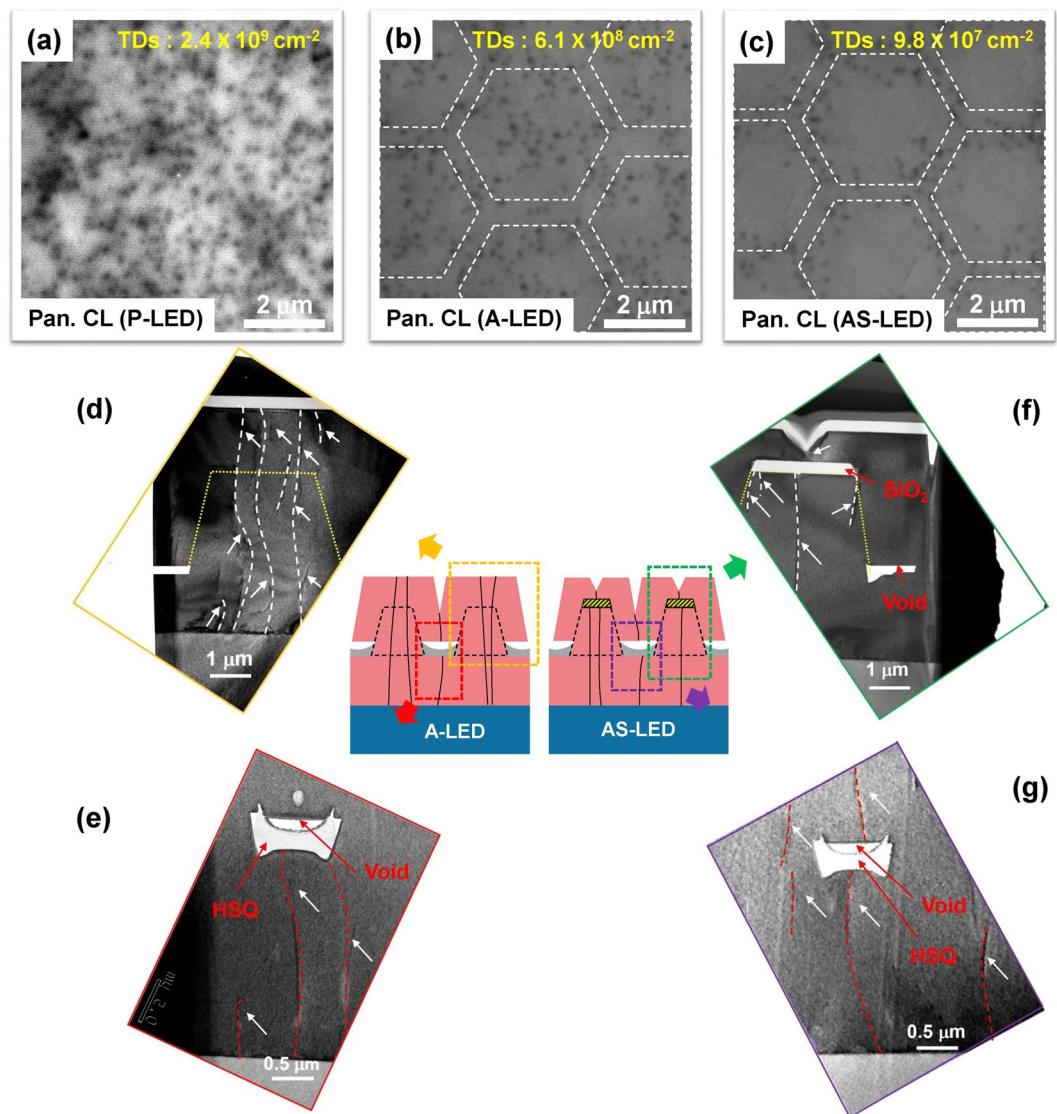 (a)
TDs : 2.4 X 10⁹ cm⁻²
Pan. CL (P-LED)
2 μm
(b)
TDs : 6.1 X 10⁸ cm⁻²
Pan. CL (A-LED)
2 μm
(c)
TDs : 9.8 X 10⁷ cm⁻²
Pan. CL (AS-LED)
2 μm
(d)
1 μm
(f)
SiO₂
Void
1 μm
A-LED
AS-LED
(e)
Void
HSQ
0.5 μm
(g)
Void
HSQ
0.5 μm